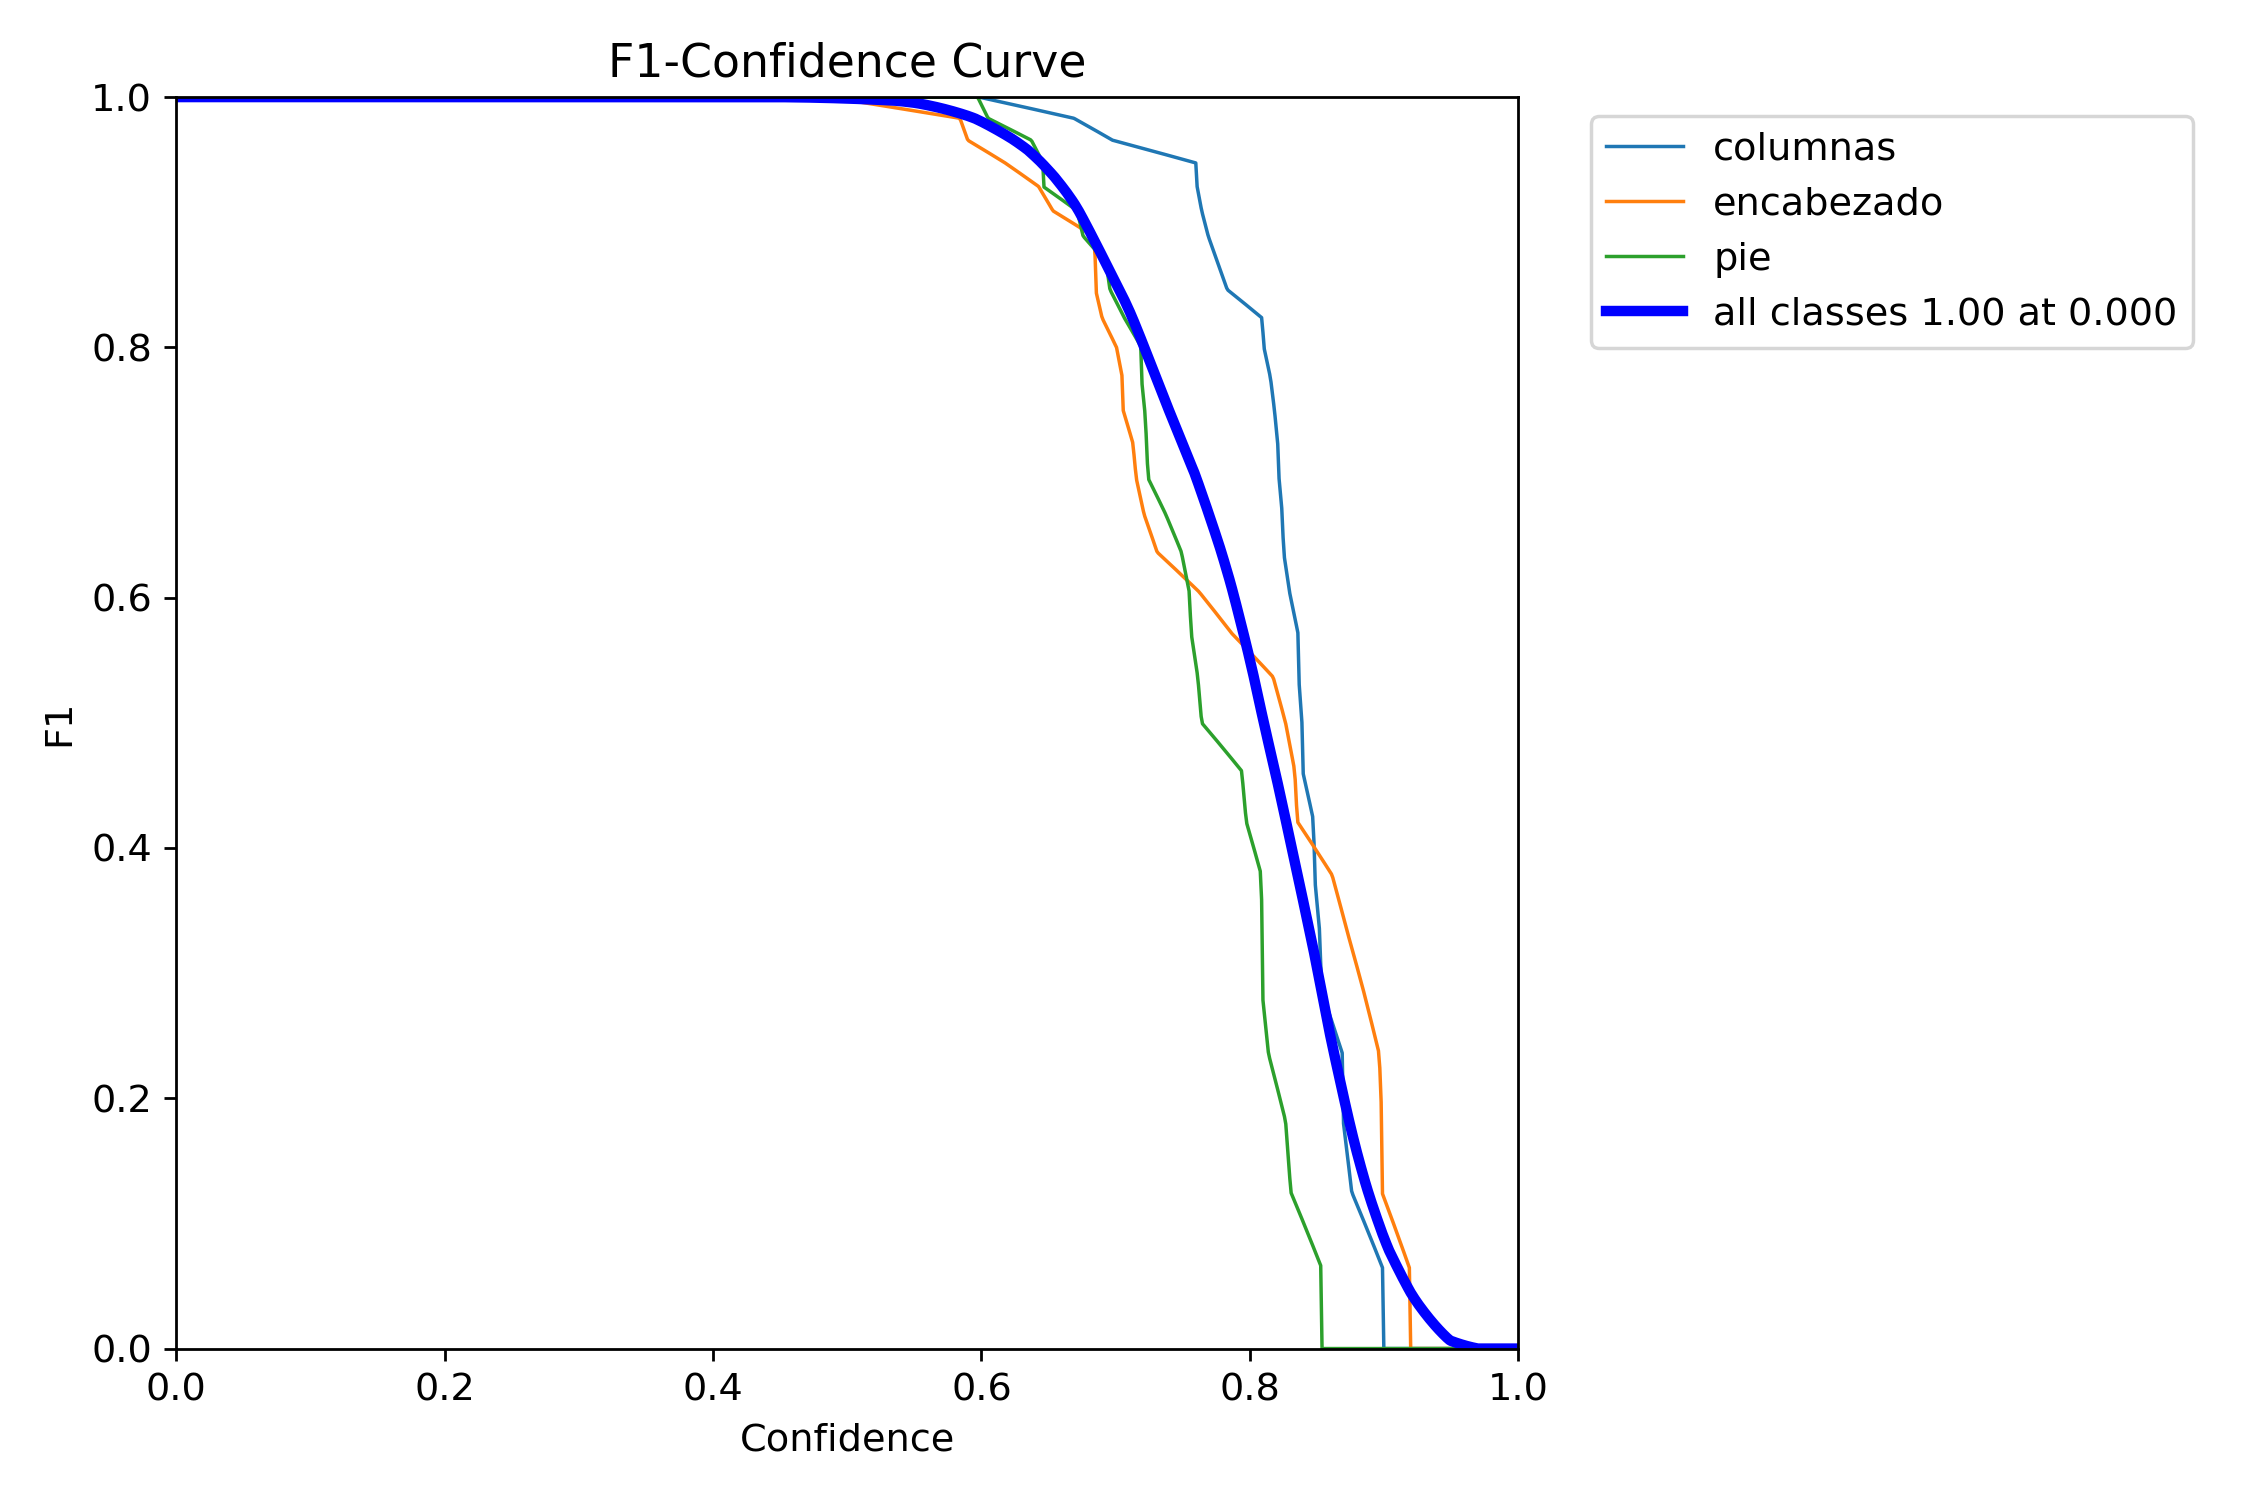 F1-Confidence Curve
1.0
0.8
0.6
0.4
0.2
0.0
F1
0.0 0.2 0.4 0.6 0.8 1.0
Confidence
columnas
encabezado
pie
all classes 1.00 at 0.000